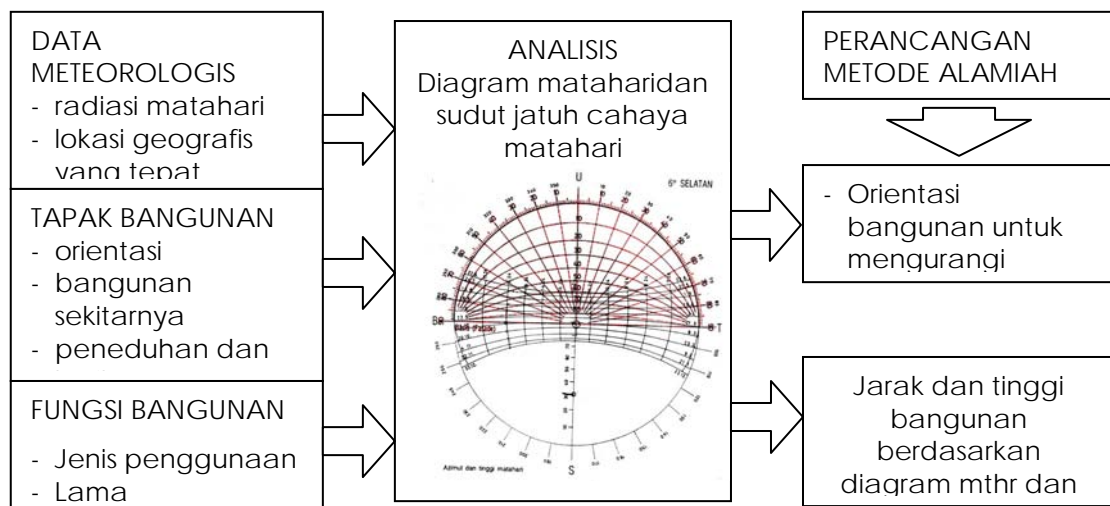 DATA
METEOROLOGIS
- radiasi matahari
- lokasi geografis
yang tepat
TAPAK BANGUNAN
- orientasi
- bangunan
sekitarnya
- peneduhan dan
FUNGSI BANGUNAN
- Jenis penggunaan
- Lama
ANALISIS
Diagram mataharidan
sudut jatuh cahaya
matahari
U
6° SELATAN
B
T
S
Azimut dan tinggi matahari
PERANCANGAN
METODE ALAMIAH
- Orientasi
bangunan untuk
mengurangi
Jarak dan tinggi
bangunan
berdasarkan
diagram mthr dan